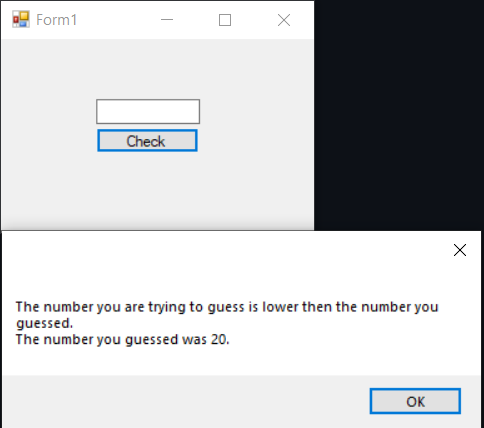 Form1
Check
The number you are trying to guess is lower then the number you
guessed.
The number you guessed was 20.
OK